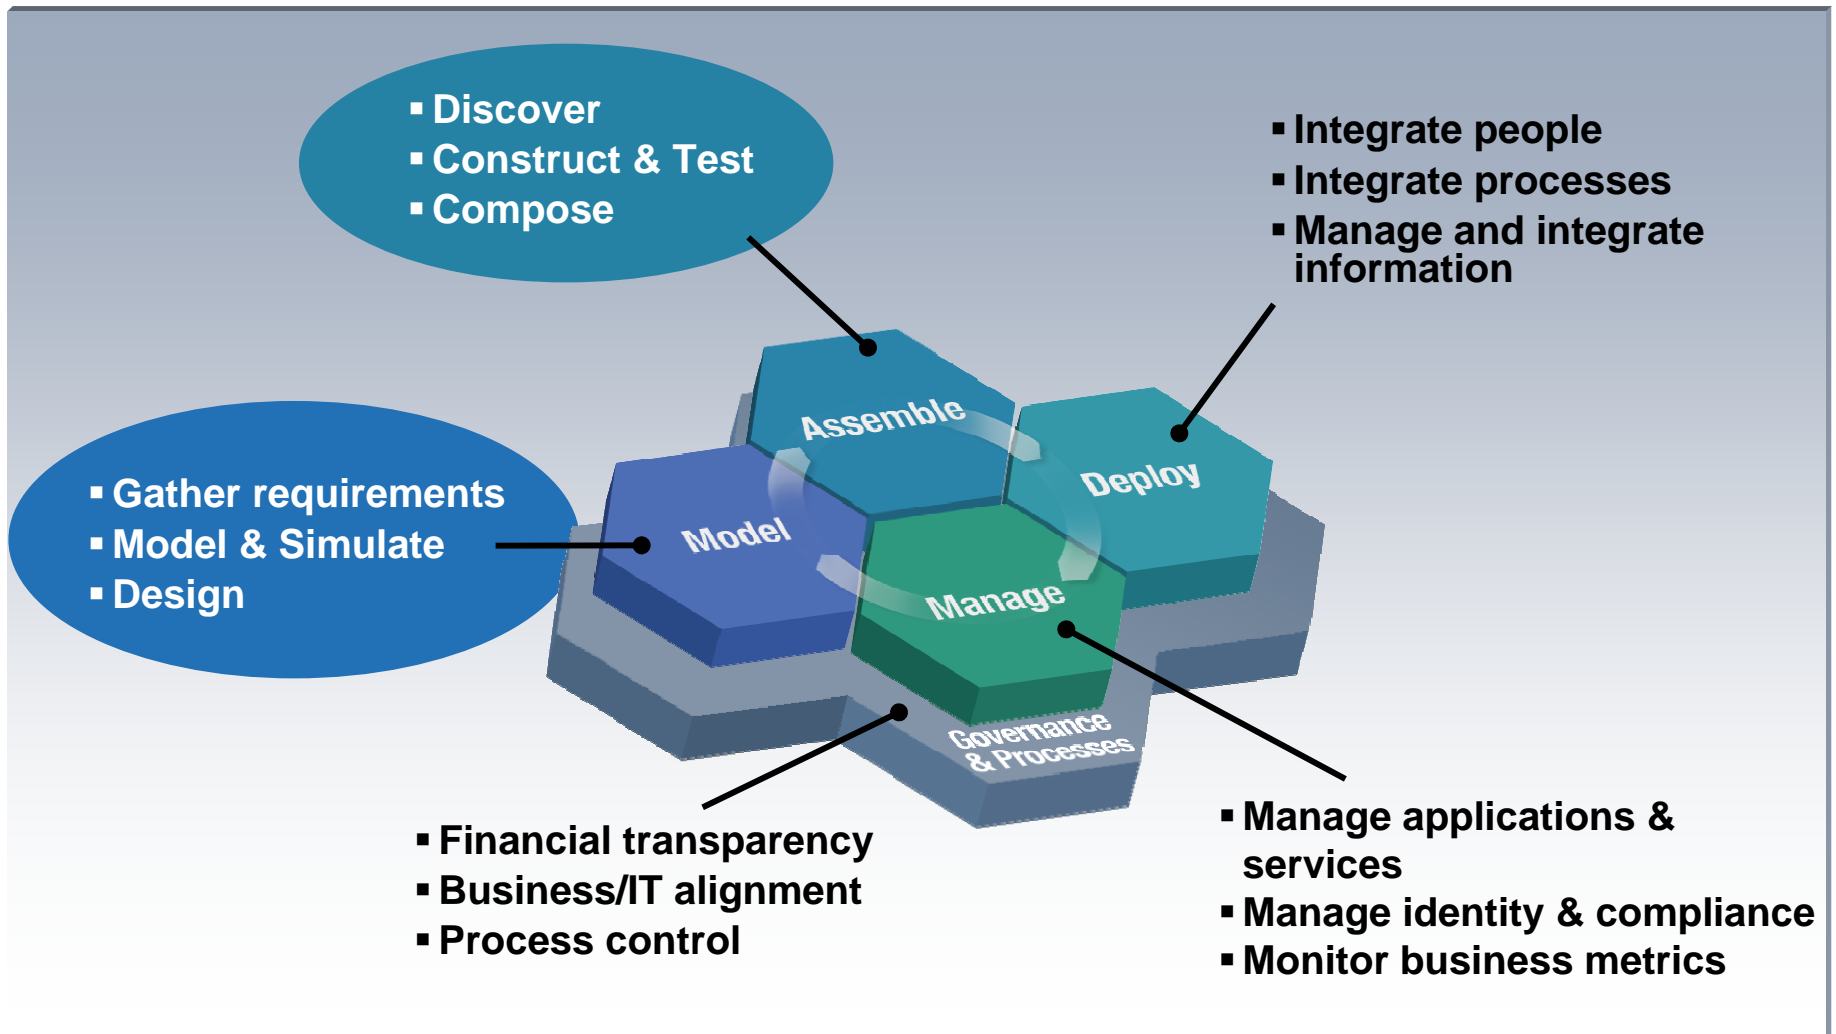 ▪ Discover
▪ Construct & Test
▪ Compose
▪ Integrate people
▪ Integrate processes
▪ Manage and integrate
information
Assemble
Deploy
▪ Gather requirements
▪ Model & Simulate
▪ Design
Model
Manage
Governance
& Processes
▪ Financial transparency
▪ Business/IT alignment
▪ Process control
▪ Manage applications &
services
▪ Manage identity & compliance
▪ Monitor business metrics